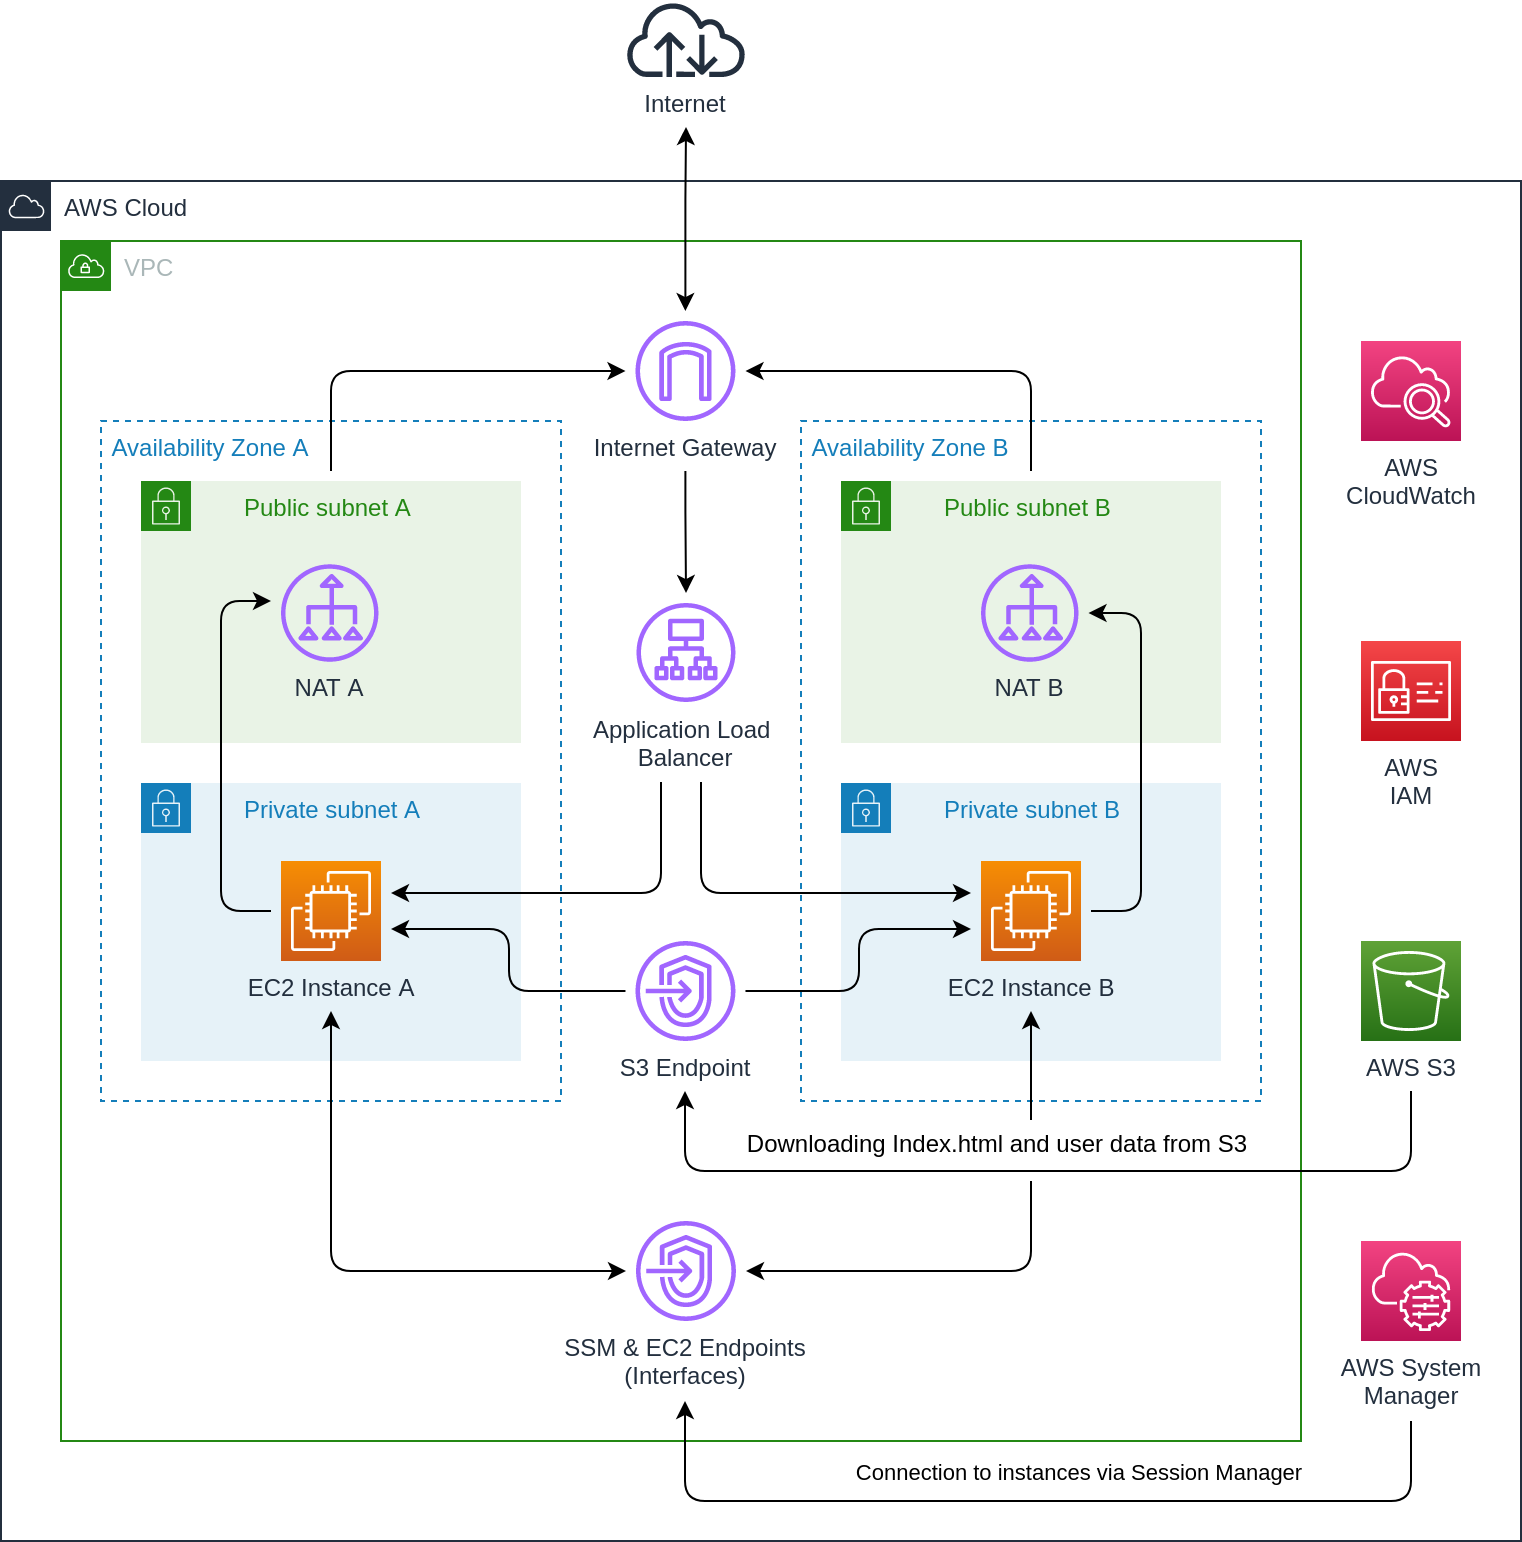 Internet
AWS Cloud
VPC
Internet Gateway
Availability Zone A
Availability Zone B
Public subnet A
Public subnet B
NAT A
NAT B
Application Load
Balancer
Private subnet A
Private subnet B
EC2 Instance A
EC2 Instance B
S3 Endpoint
Downloading Index.html and user data from S3
SSM & EC2 Endpoints
(Interfaces)
Connection to instances via Session Manager
AWS
CloudWatch
AWS
IAM
AWS S3
AWS System
Manager